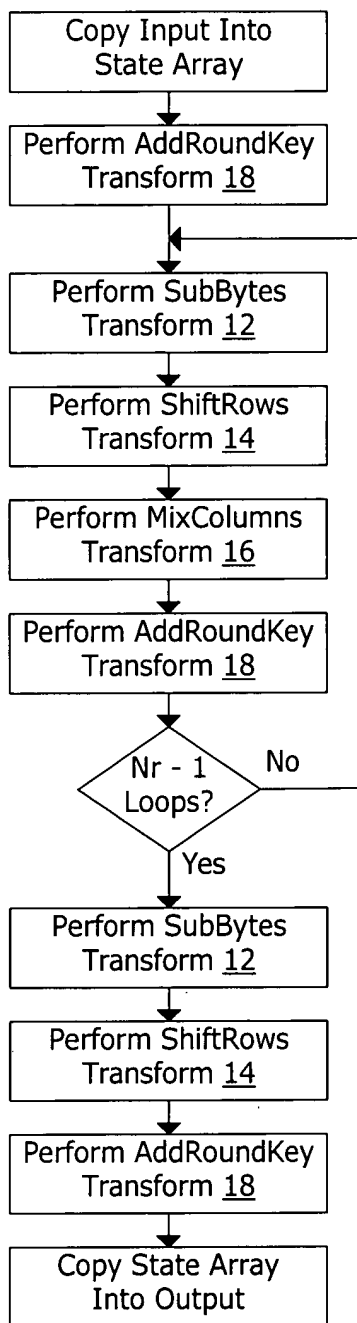 Copy Input Into
State Array
Perform AddRoundKey
Transform 18
Perform SubBytes
Transform 12
Perform ShiftRows
Transform 14
Perform MixColumns
Transform 16
Perform AddRoundKey
Transform 18
Nr - 1
Loops?
No
Yes
Perform SubBytes
Transform 12
Perform ShiftRows
Transform 14
Perform AddRoundKey
Transform 18
Copy State Array
Into Output